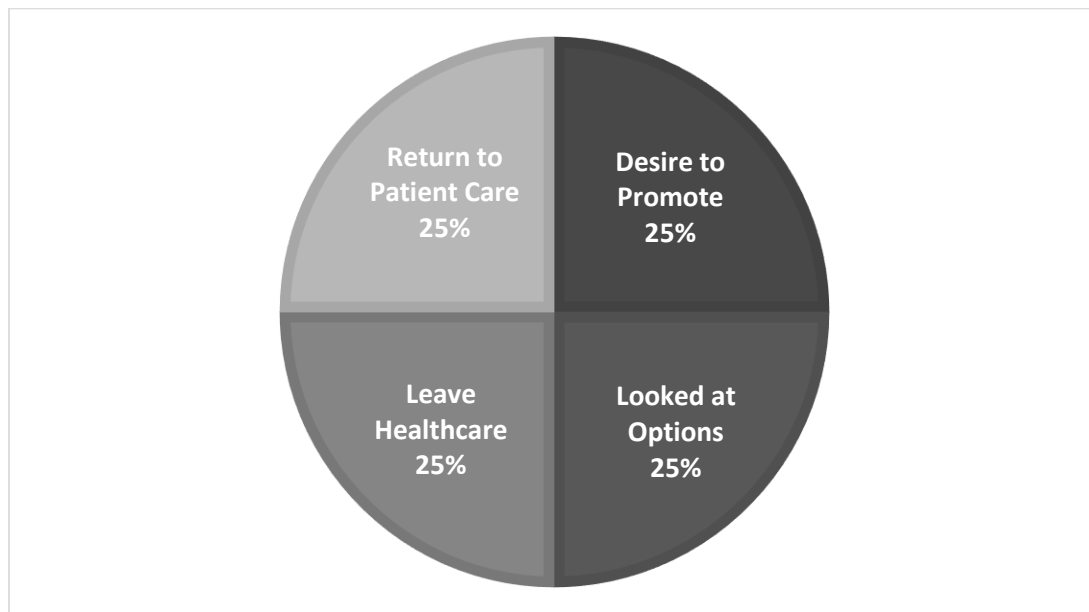 Return to
Patient Care
25%
Desire to
Promote
25%
Leave
Healthcare
25%
Looked at
Options
25%